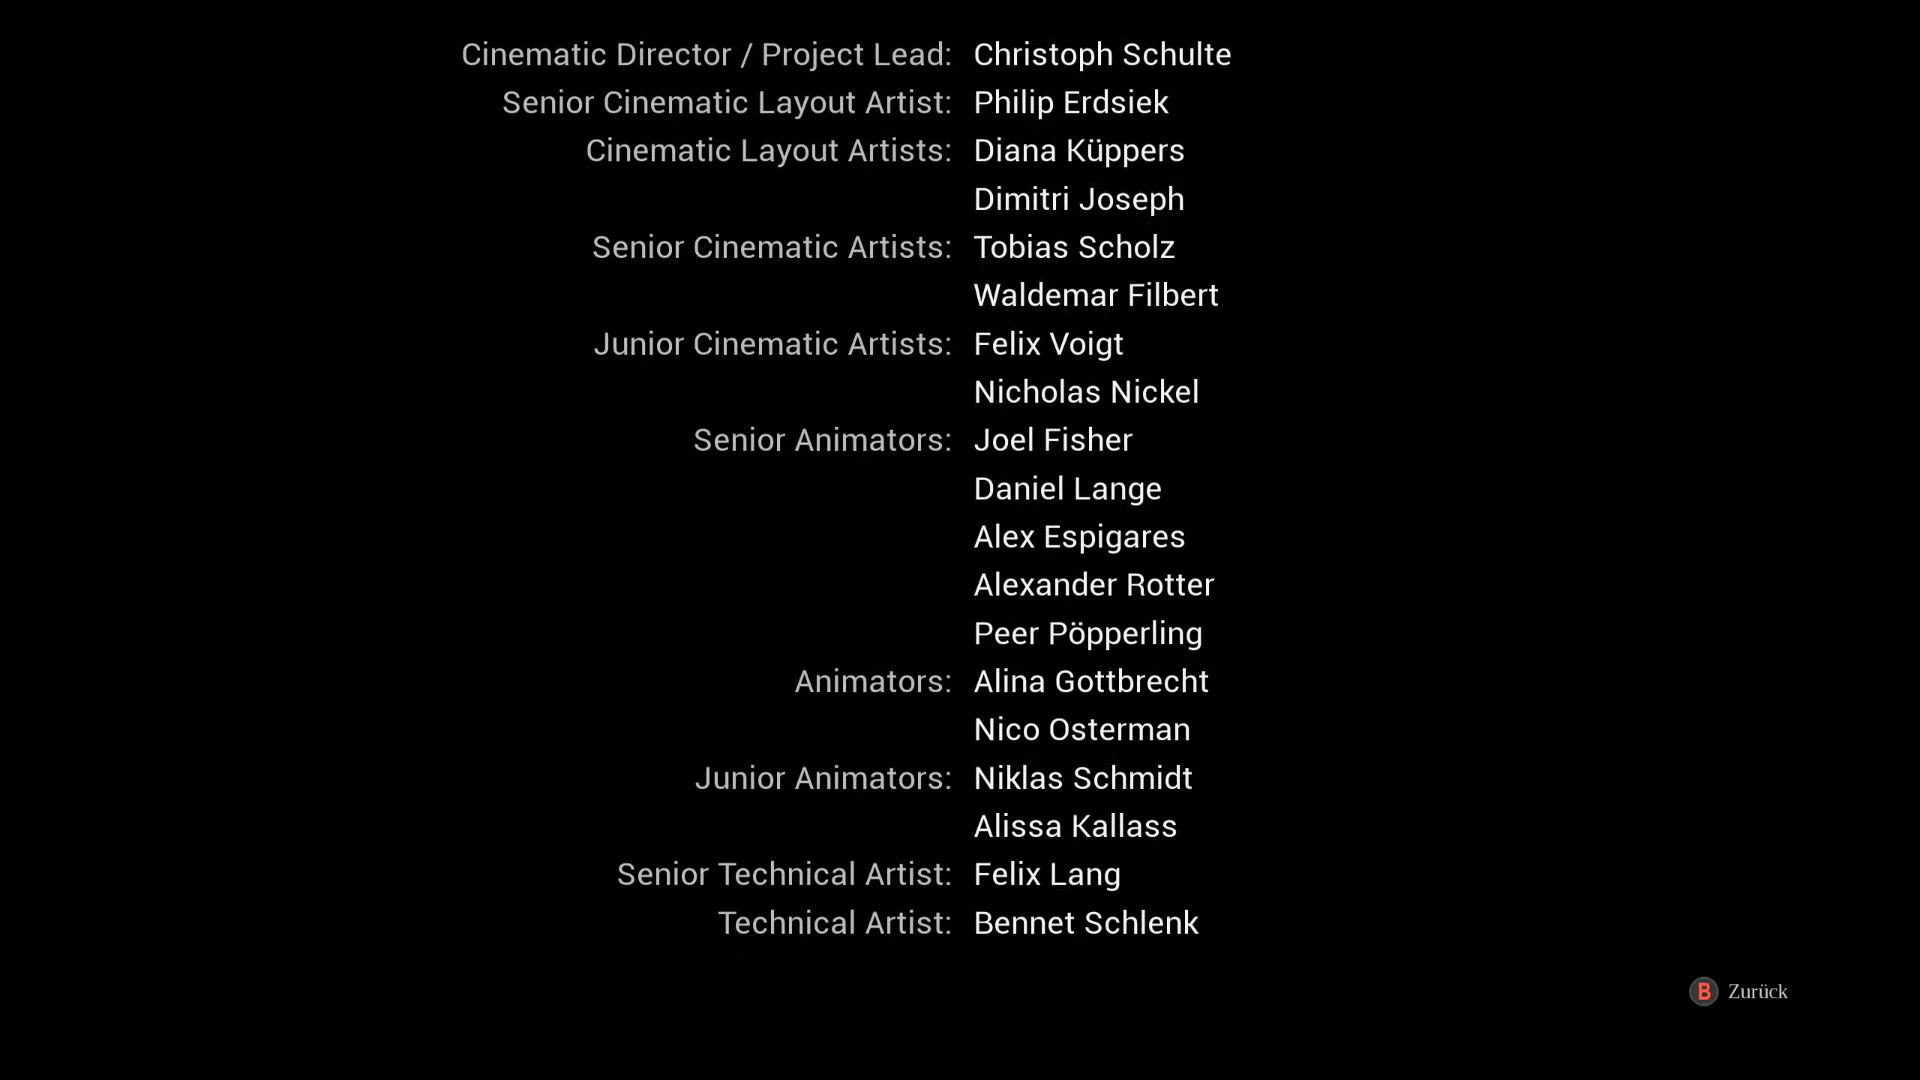 Cinematic Director / Project Lead: Christoph Schulte
Senior Cinematic Layout Artist: Philip Erdsiek
Cinematic Layout Artists: Diana Küppers
Dimitri Joseph
Senior Cinematic Artists: Tobias Scholz
Waldemar Filbert
Junior Cinematic Artists: Felix Voigt
Nicholas Nickel
Senior Animators: Joel Fisher
Daniel Lange
Alex Espigares
Alexander Rotter
Peer Pöpperling
Animators: Alina Gottbrecht
Nico Osterman
Junior Animators: Niklas Schmidt
Alissa Kallass
Senior Technical Artist: Felix Lang
Technical Artist: Bennet Schlenk
B Zurück